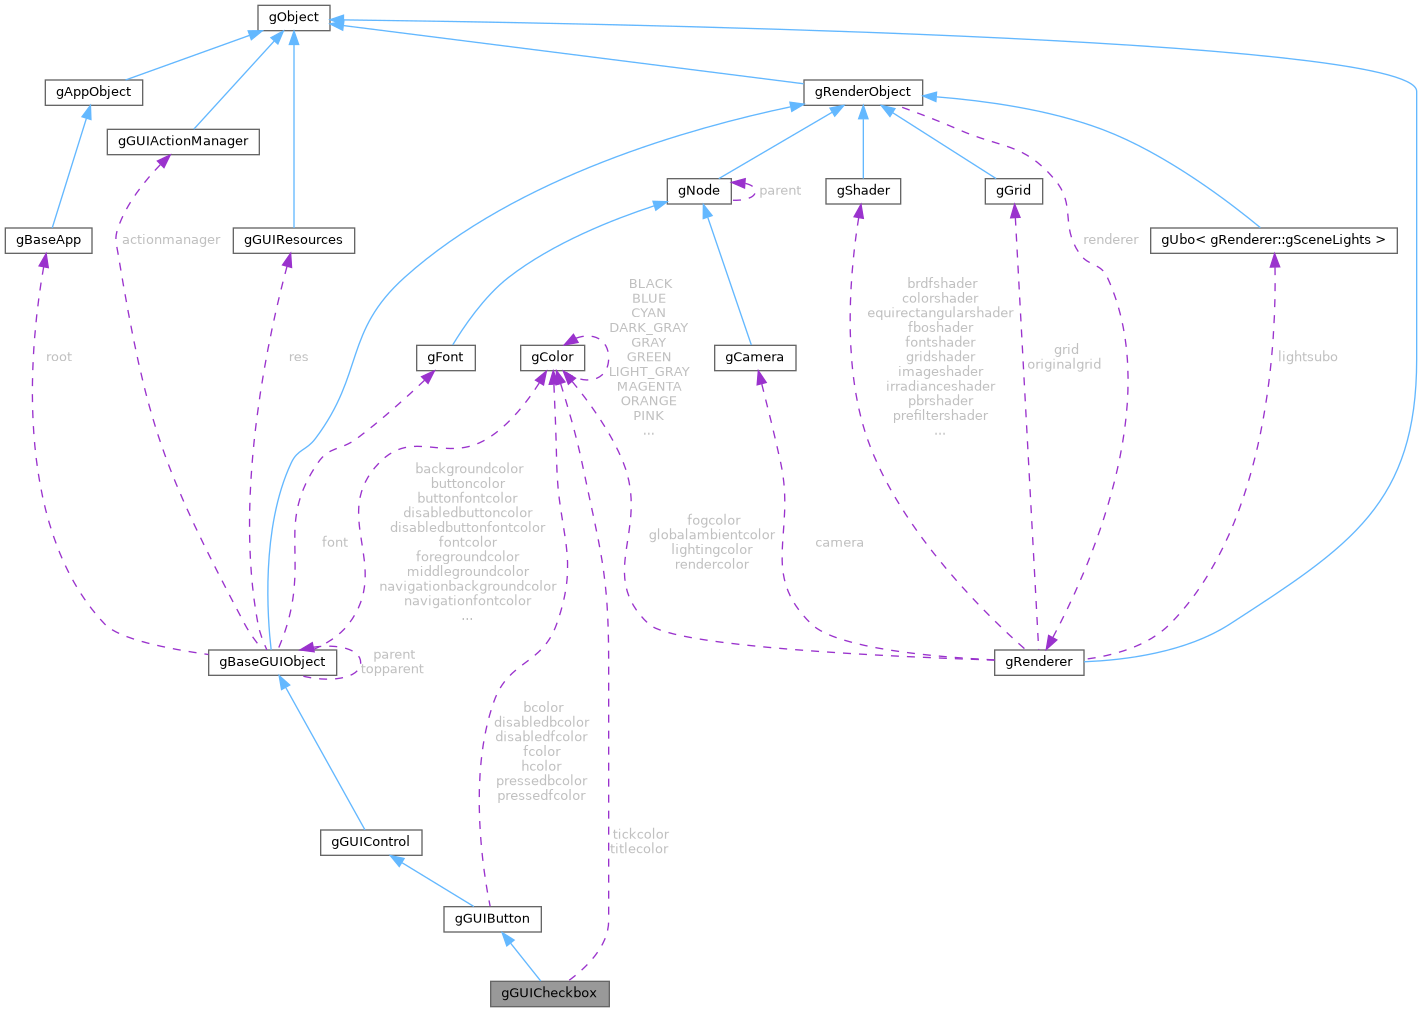 gObject
gAppObject
gRenderObject
gGUIActionManager
gNode
parent
gShader
gGrid
gBaseApp
actionmanager
gGUIResources
renderer
gUbo< gRenderer::gSceneLights >
BLACK
BLUE
CYAN
DARK_GRAY
GRAY
GREEN
LIGHT_GRAY
MAGENTA
ORANGE
PINK
...
brdfshader
colorshader
equirectangularshader
fboshader
fontshader
gridshader
imageshader
irradianceshader
pbrshader
prefiltershader
...
root
res
gFont
gColor
gCamera
grid
originalgrid
lightsubo
font
backgroundcolor
buttoncolor
buttonfontcolor
disabledbuttoncolor
disabledbuttonfontcolor
fontcolor
foregroundcolor
middlegroundcolor
navigationbackgroundcolor
navigationfontcolor
...
fogcolor
globalambientcolor
lightingcolor
rendercolor
camera
gBaseGUIObject
parent
topparent
gRenderer
bcolor
disabledbcolor
disabledfcolor
fcolor
hcolor
pressedbcolor
pressedfcolor
gGUIControl
tickcolor
titlecolor
gGUIButton
gGUICheckbox